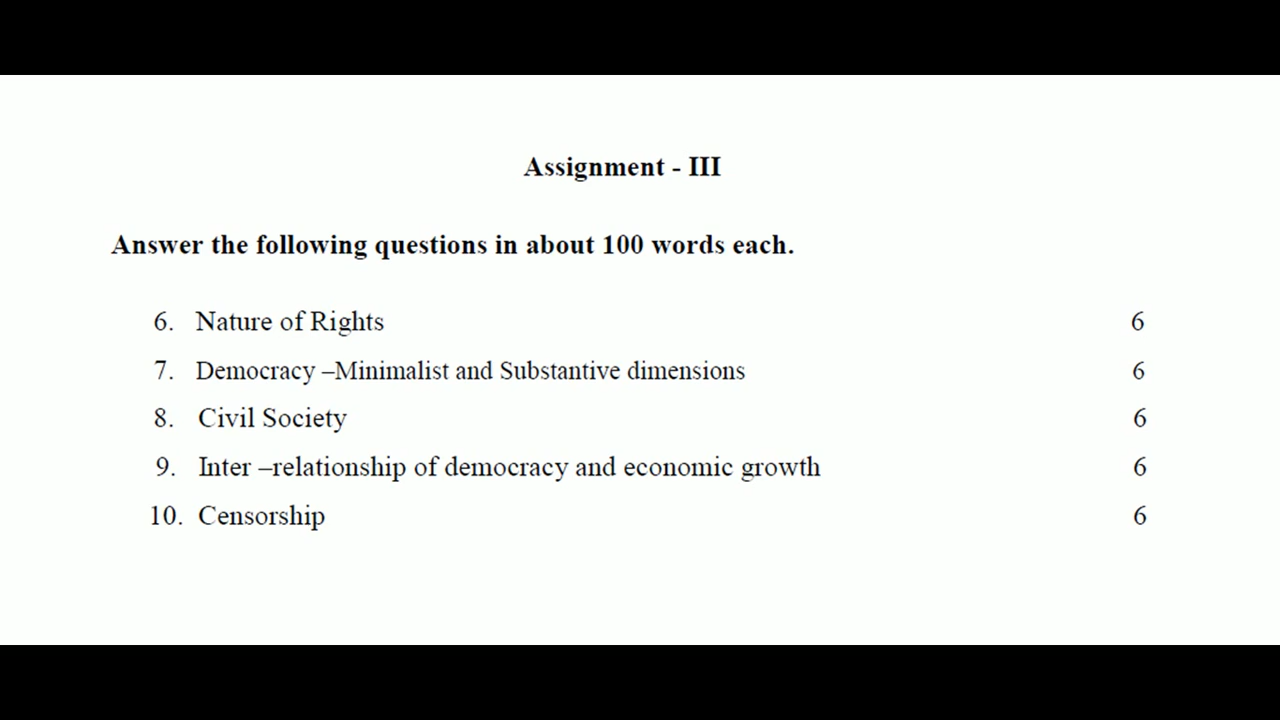 Assignment - III
Answer the following questions in about 100 words each.
6. Nature of Rights 6
7. Democracy –Minimalist and Substantive dimensions 6
8. Civil Society 6
9. Inter –relationship of democracy and economic growth 6
10. Censorship 6